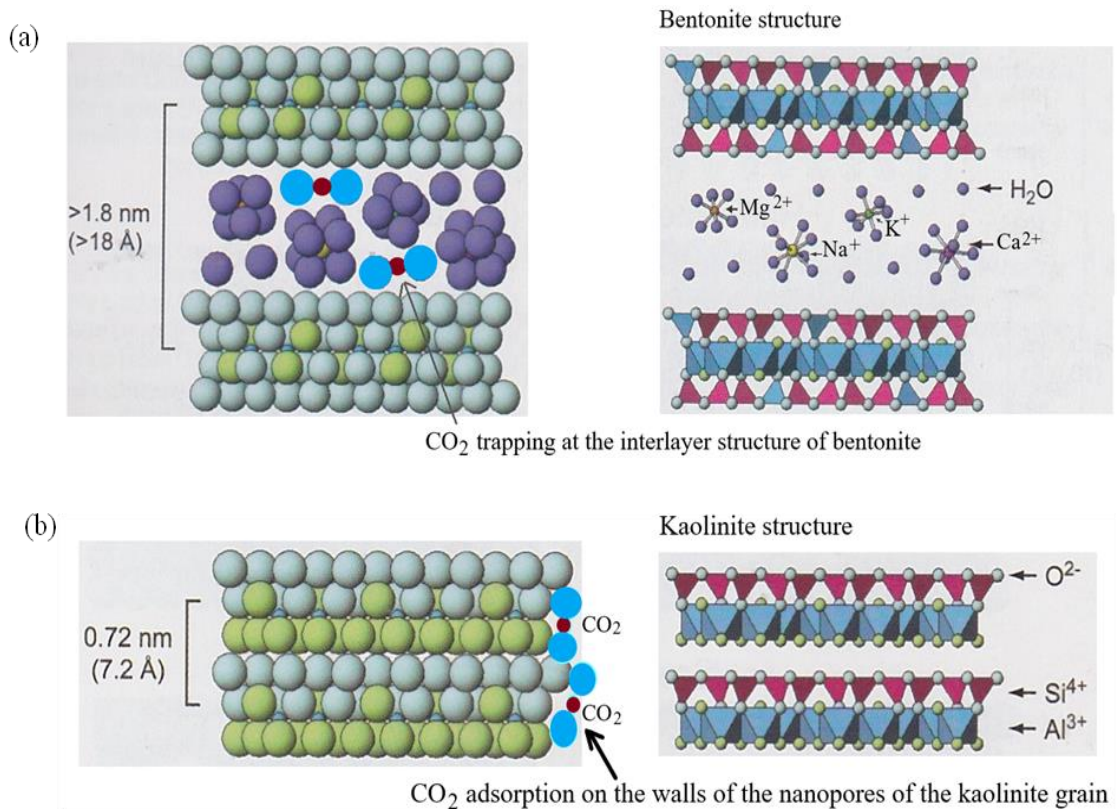 (a)
Bentonite structure
>1.8 nm
(>18 Å)
H₂O
Mg²⁺
K⁺
Na⁺
Ca²⁺
CO₂ trapping at the interlayer structure of bentonite
(b)
Kaolinite structure
0.72 nm
(7.2 Å)
CO₂
CO₂
O²⁻
Si⁴⁺
Al³⁺
CO₂ adsorption on the walls of the nanopores of the kaolinite grain